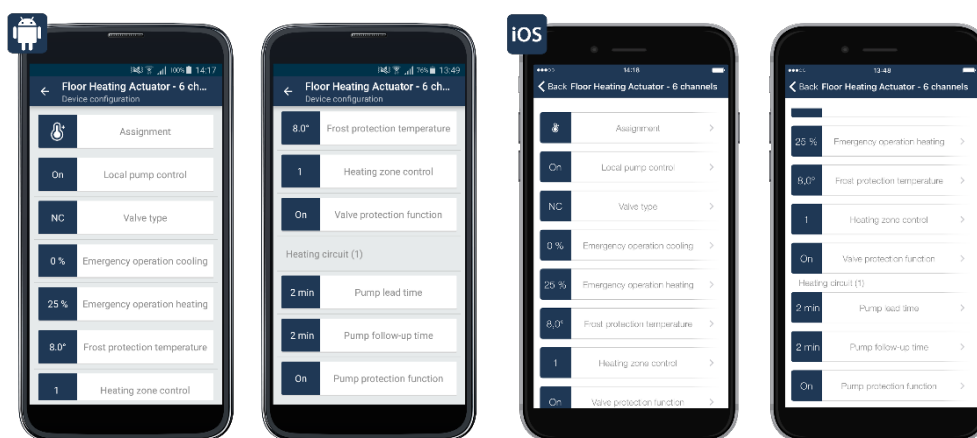 100% 14:17
Floor Heating Actuator - 6 ch...
Device configuration
Assignment
On Local pump control
NC Valve type
0 % Emergency operation cooling
25 % Emergency operation heating
8.0° Frost protection temperature
1 Heating zone control
76% 13:49
Floor Heating Actuator - 6 ch...
Device configuration
8.0° Frost protection temperature
1 Heating zone control
On Valve protection function
Heating circuit (1)
2 min Pump lead time
2 min Pump follow-up time
On Pump protection function
iOS
14:18
Back Floor Heating Actuator - 6 channels
Assignment
On Local pump control
NC Valve type
0 % Emergency operation cooling
25 % Emergency operation heating
8,0° Frost protection temperature
1 Heating zone control
On Valve protection function
13:48
Back Floor Heating Actuator - 6 channels
25 % Emergency operation heating
8,0° Frost protection temperature
1 Heating zone control
On Valve protection function
Heating circuit (1)
2 min Pump lead time
2 min Pump follow-up time
On Pump protection function